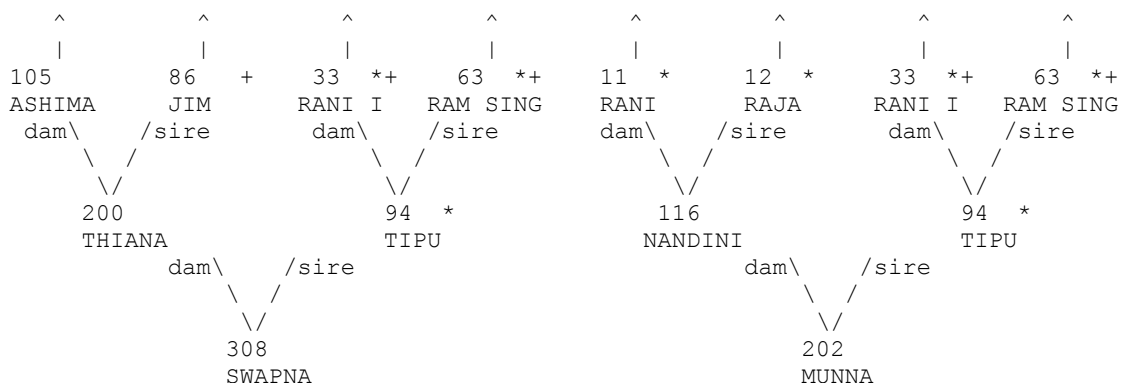 ^ ^ ^ ^ ^ ^ ^ ^
| | | | | | | |
105 86 + 33 *+ 63 *+ 11 * 12 * 33 *+ 63 *+
ASHIMA JIM RANI I RAM SING RANI RAJA RANI I RAM SING
dam\ /sire dam\ /sire dam\ /sire dam\ /sire
\ / \ / \ / \ /
\/ \/ \/ \/
200 94 * 116 94 *
THIANA TIPU NANDINI TIPU
dam\ /sire dam\ /sire
\ / \ /
\/ \/
308 202
SWAPNA MUNNA